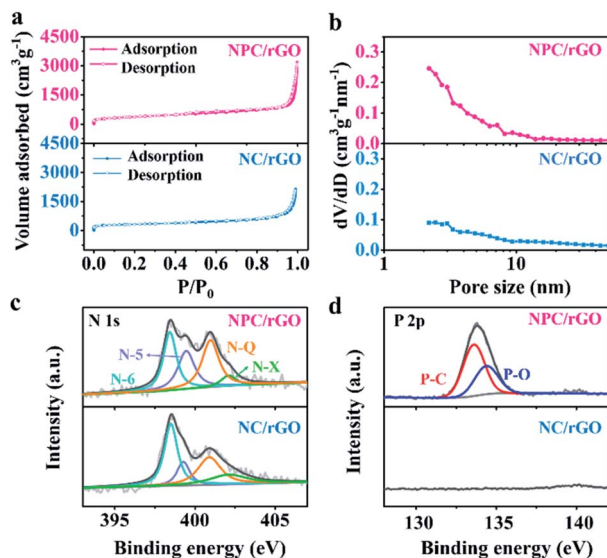 a
Volume adsorbed (cm³g⁻¹)
4500
3000
1500
0
Adsorption
Desorption
NPC/rGO
4500
3000
1500
0
Adsorption
Desorption
NC/rGO
0.0 0.2 0.4 0.6 0.8 1.0
P/P₀
b
dV/dD (cm³g⁻¹nm⁻¹)
0.3
0.2
0.1
0.0
NPC/rGO
0.3
0.2
0.1
0.0
NC/rGO
1 10
Pore size (nm)
c
Intensity (a.u.)
N 1s
NPC/rGO
N-6
N-5
N-Q
N-X
NC/rGO
395 400 405
Binding energy (eV)
d
Intensity (a.u.)
P 2p
NPC/rGO
P-C
P-O
NC/rGO
130 135 140
Binding energy (eV)